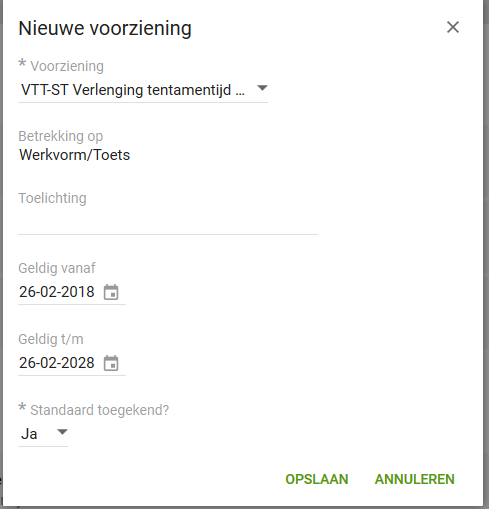 Nieuwe voorziening
* Voorziening
VTT-ST Verlenging tentamentijd ...
Betrekking op
Werkvorm/Toets
Toelichting
Geldig vanaf
26-02-2018
Geldig t/m
26-02-2028
* Standaard toegekend?
Ja
OPSLAAN ANNULEREN